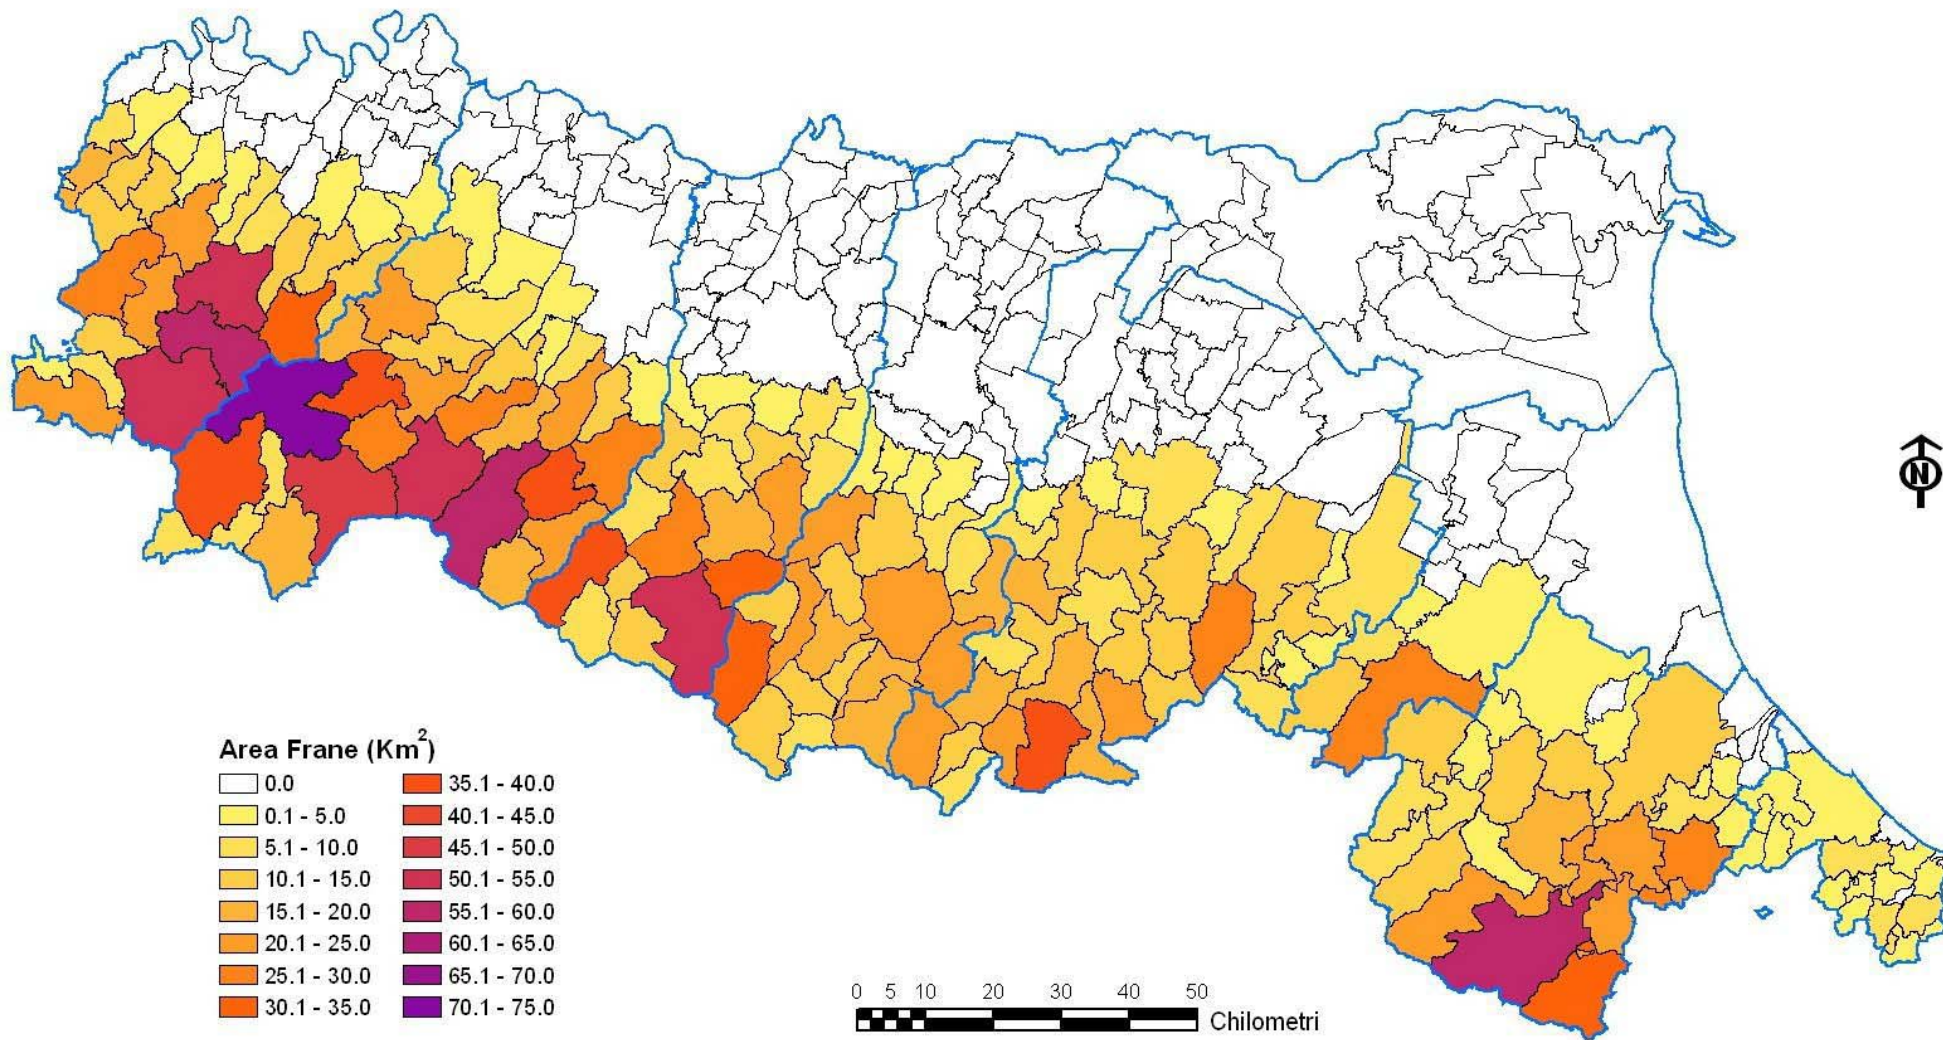 N
Area Frane (Km²)
0.0
0.1 - 5.0
5.1 - 10.0
10.1 - 15.0
15.1 - 20.0
20.1 - 25.0
25.1 - 30.0
30.1 - 35.0
35.1 - 40.0
40.1 - 45.0
45.1 - 50.0
50.1 - 55.0
55.1 - 60.0
60.1 - 65.0
65.1 - 70.0
70.1 - 75.0
0 5 10 20 30 40 50
Chilometri